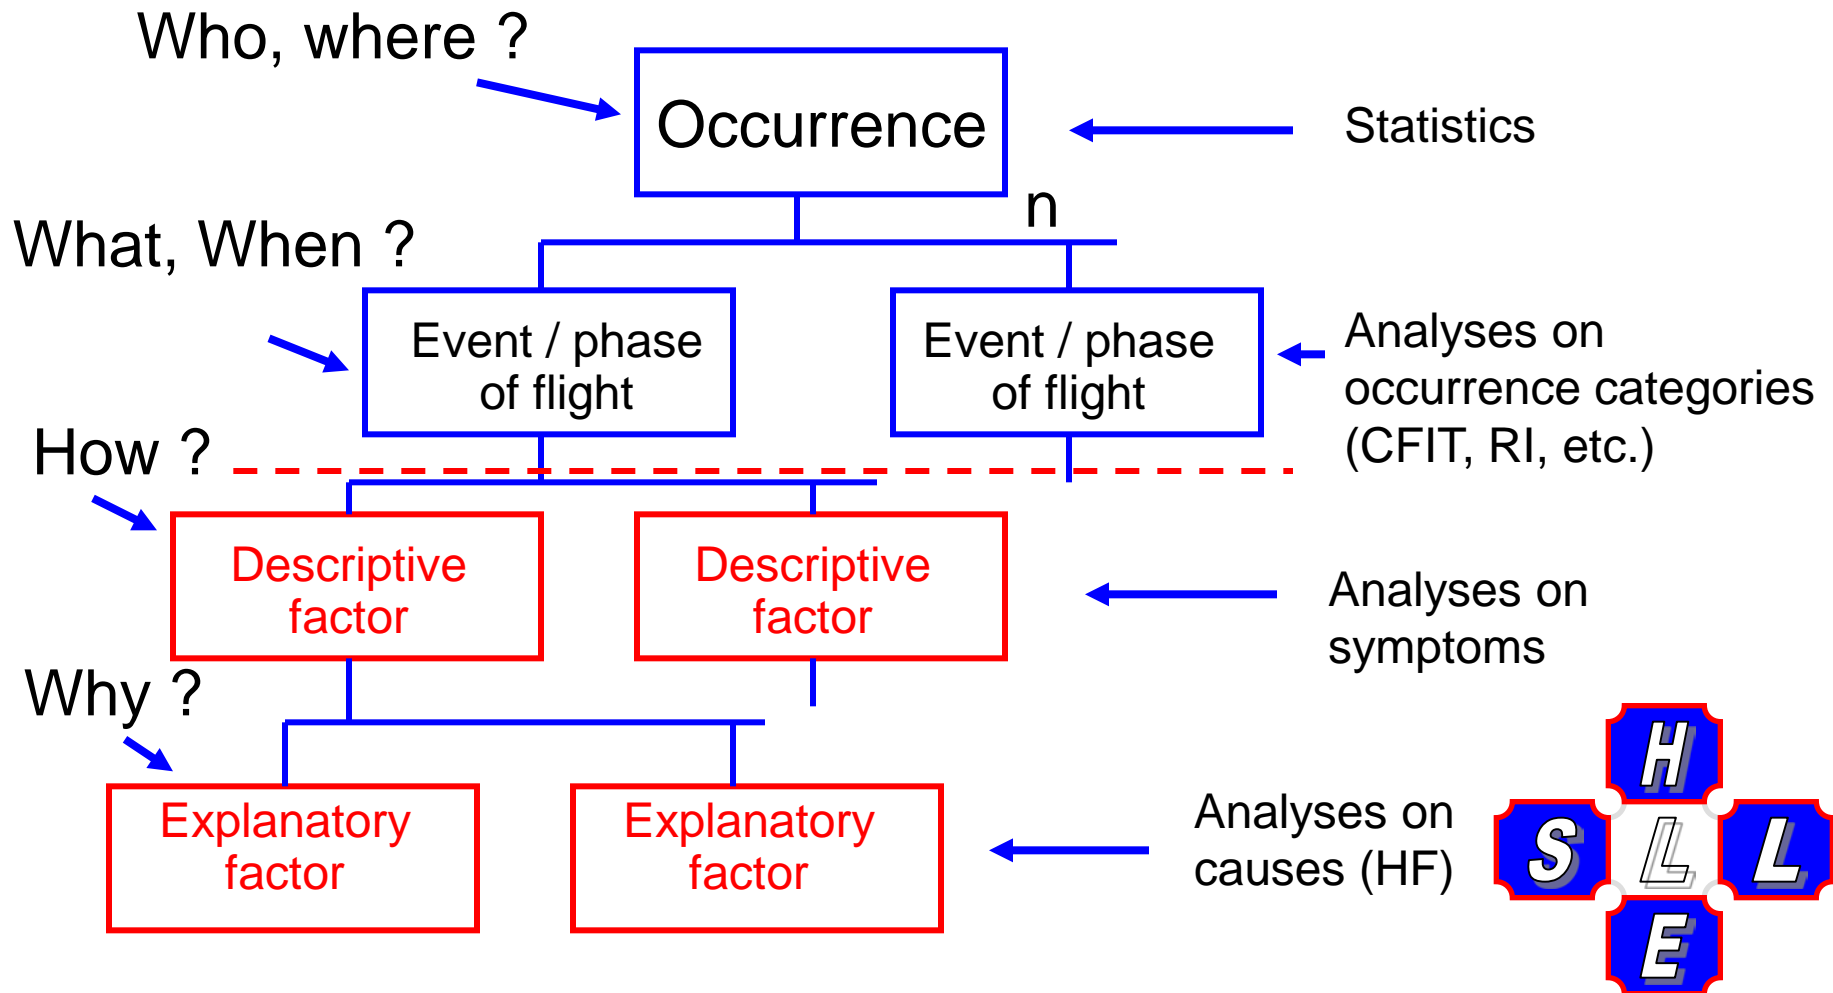 Who, where ?
Occurrence
Statistics
n
What, When ?
Event / phase
of flight
Event / phase
of flight
Analyses on
occurrence categories
(CFIT, RI, etc.)
How ?
Descriptive
factor
Descriptive
factor
Analyses on
symptoms
Why ?
Explanatory
factor
Explanatory
factor
Analyses on
causes (HF)
H
S L L
E